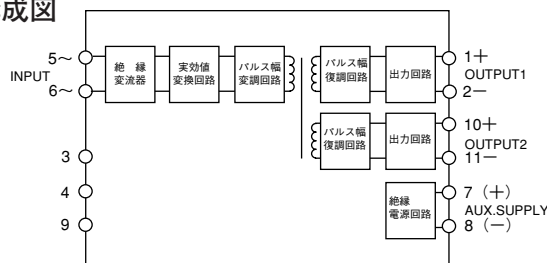 成図
5～
INPUT
6～
3
4
9
絶 縁
変流器
実効値
変換回路
パルス幅
変調回路
パルス幅
復調回路
出力回路
パルス幅
復調回路
出力回路
絶縁
電源回路
1＋
OUTPUT1
2－
10＋
OUTPUT2
11－
7（＋）
AUX.SUPPLY
8（－）